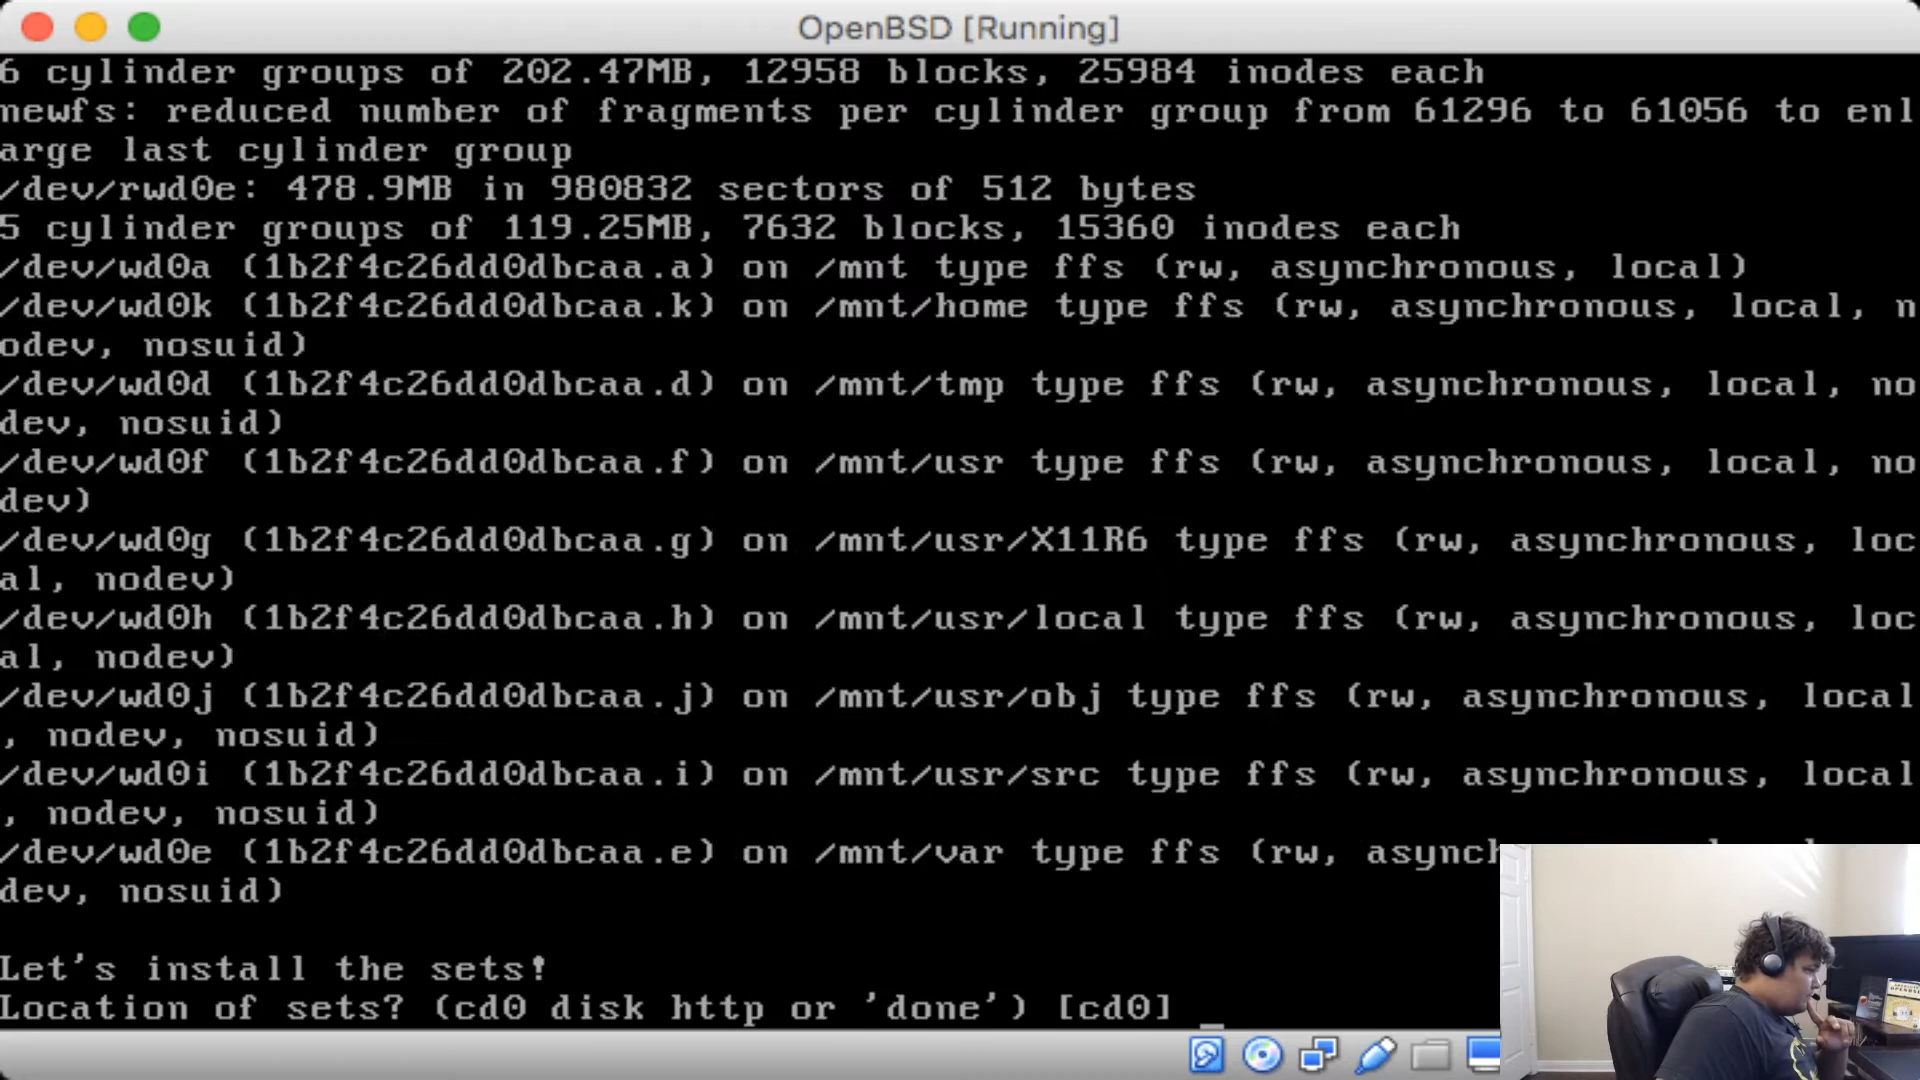 OpenBSD [Running]
6 cylinder groups of 202.47MB, 12958 blocks, 25984 inodes each
newfs: reduced number of fragments per cylinder group from 61296 to 61056 to enl
arge last cylinder group
/dev/rwd0e: 478.9MB in 980832 sectors of 512 bytes
5 cylinder groups of 119.25MB, 7632 blocks, 15360 inodes each
/dev/wd0a (1b2f4c26dd0dbcaa.a) on /mnt type ffs (rw, asynchronous, local)
/dev/wd0k (1b2f4c26dd0dbcaa.k) on /mnt/home type ffs (rw, asynchronous, local, n
odev, nosuid)
/dev/wd0d (1b2f4c26dd0dbcaa.d) on /mnt/tmp type ffs (rw, asynchronous, local, no
dev, nosuid)
/dev/wd0f (1b2f4c26dd0dbcaa.f) on /mnt/usr type ffs (rw, asynchronous, local, no
dev)
/dev/wd0g (1b2f4c26dd0dbcaa.g) on /mnt/usr/X11R6 type ffs (rw, asynchronous, loc
al, nodev)
/dev/wd0h (1b2f4c26dd0dbcaa.h) on /mnt/usr/local type ffs (rw, asynchronous, loc
al, nodev)
/dev/wd0j (1b2f4c26dd0dbcaa.j) on /mnt/usr/obj type ffs (rw, asynchronous, local
, nodev, nosuid)
/dev/wd0i (1b2f4c26dd0dbcaa.i) on /mnt/usr/src type ffs (rw, asynchronous, local
, nodev, nosuid)
/dev/wd0e (1b2f4c26dd0dbcaa.e) on /mnt/var type ffs (rw, asynch
dev, nosuid)
Let's install the sets!
Location of sets? (cd0 disk http or 'done') [cd0]